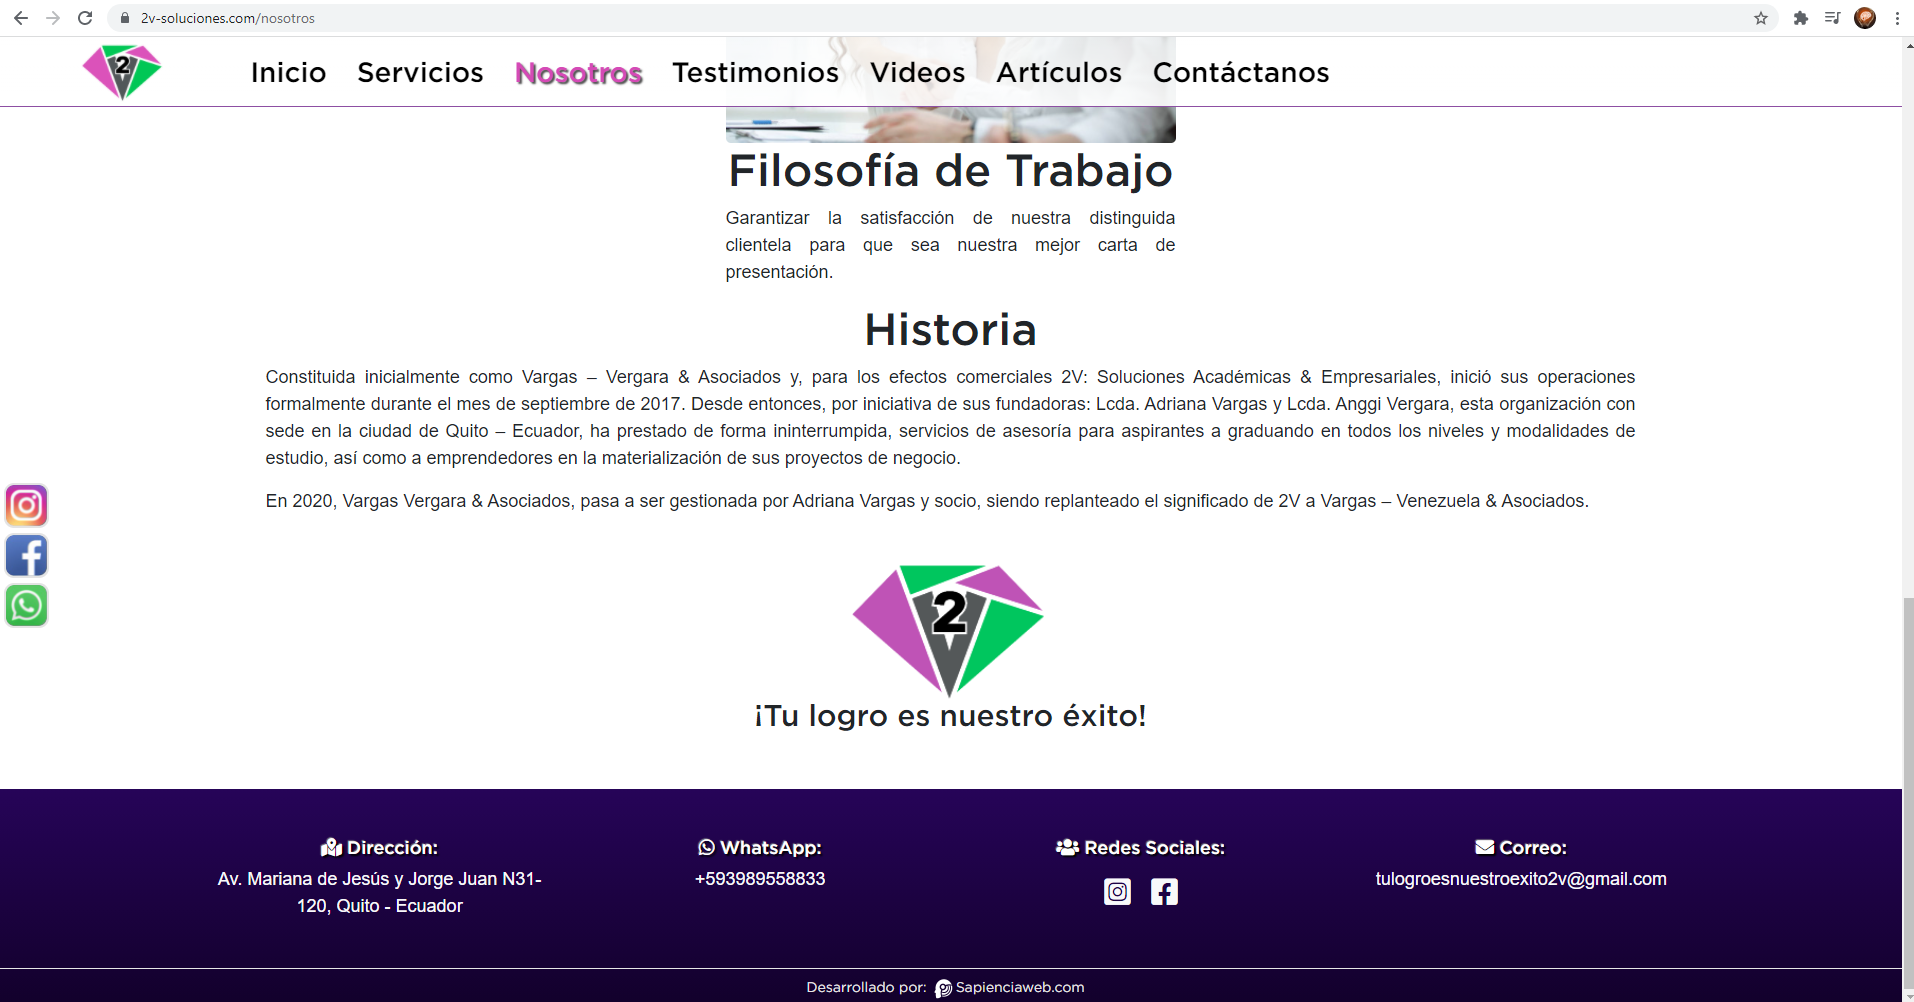 2v-soluciones.com/nosotros
2
Inicio Servicios Nosotros Testimonios Videos Artículos Contáctanos
Filosofía de Trabajo
Garantizar la satisfacción de nuestra distinguida
clientela para que sea nuestra mejor carta de
presentación.
Historia
Constituida inicialmente como Vargas – Vergara & Asociados y, para los efectos comerciales 2V: Soluciones Académicas & Empresariales, inició sus operaciones
formalmente durante el mes de septiembre de 2017. Desde entonces, por iniciativa de sus fundadoras: Lcda. Adriana Vargas y Lcda. Anggi Vergara, esta organización con
sede en la ciudad de Quito – Ecuador, ha prestado de forma ininterrumpida, servicios de asesoría para aspirantes a graduando en todos los niveles y modalidades de
estudio, así como a emprendedores en la materialización de sus proyectos de negocio.
En 2020, Vargas Vergara & Asociados, pasa a ser gestionada por Adriana Vargas y socio, siendo replanteado el significado de 2V a Vargas – Venezuela & Asociados.
2
¡Tu logro es nuestro éxito!
Dirección:
Av. Mariana de Jesús y Jorge Juan N31-
120, Quito - Ecuador
WhatsApp:
+593989558833
Redes Sociales:
Correo:
tulogroesnuestroexito2v@gmail.com
Desarrollado por: Sapienciaweb.com